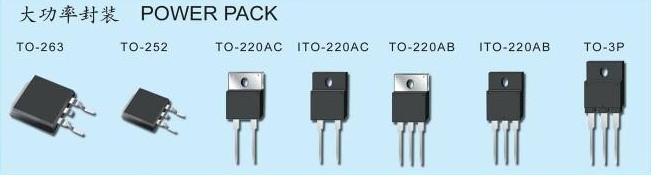 大功率封装 POWER PACK
TO-263 TO-252 TO-220AC ITO-220AC TO-220AB ITO-220AB TO-3P